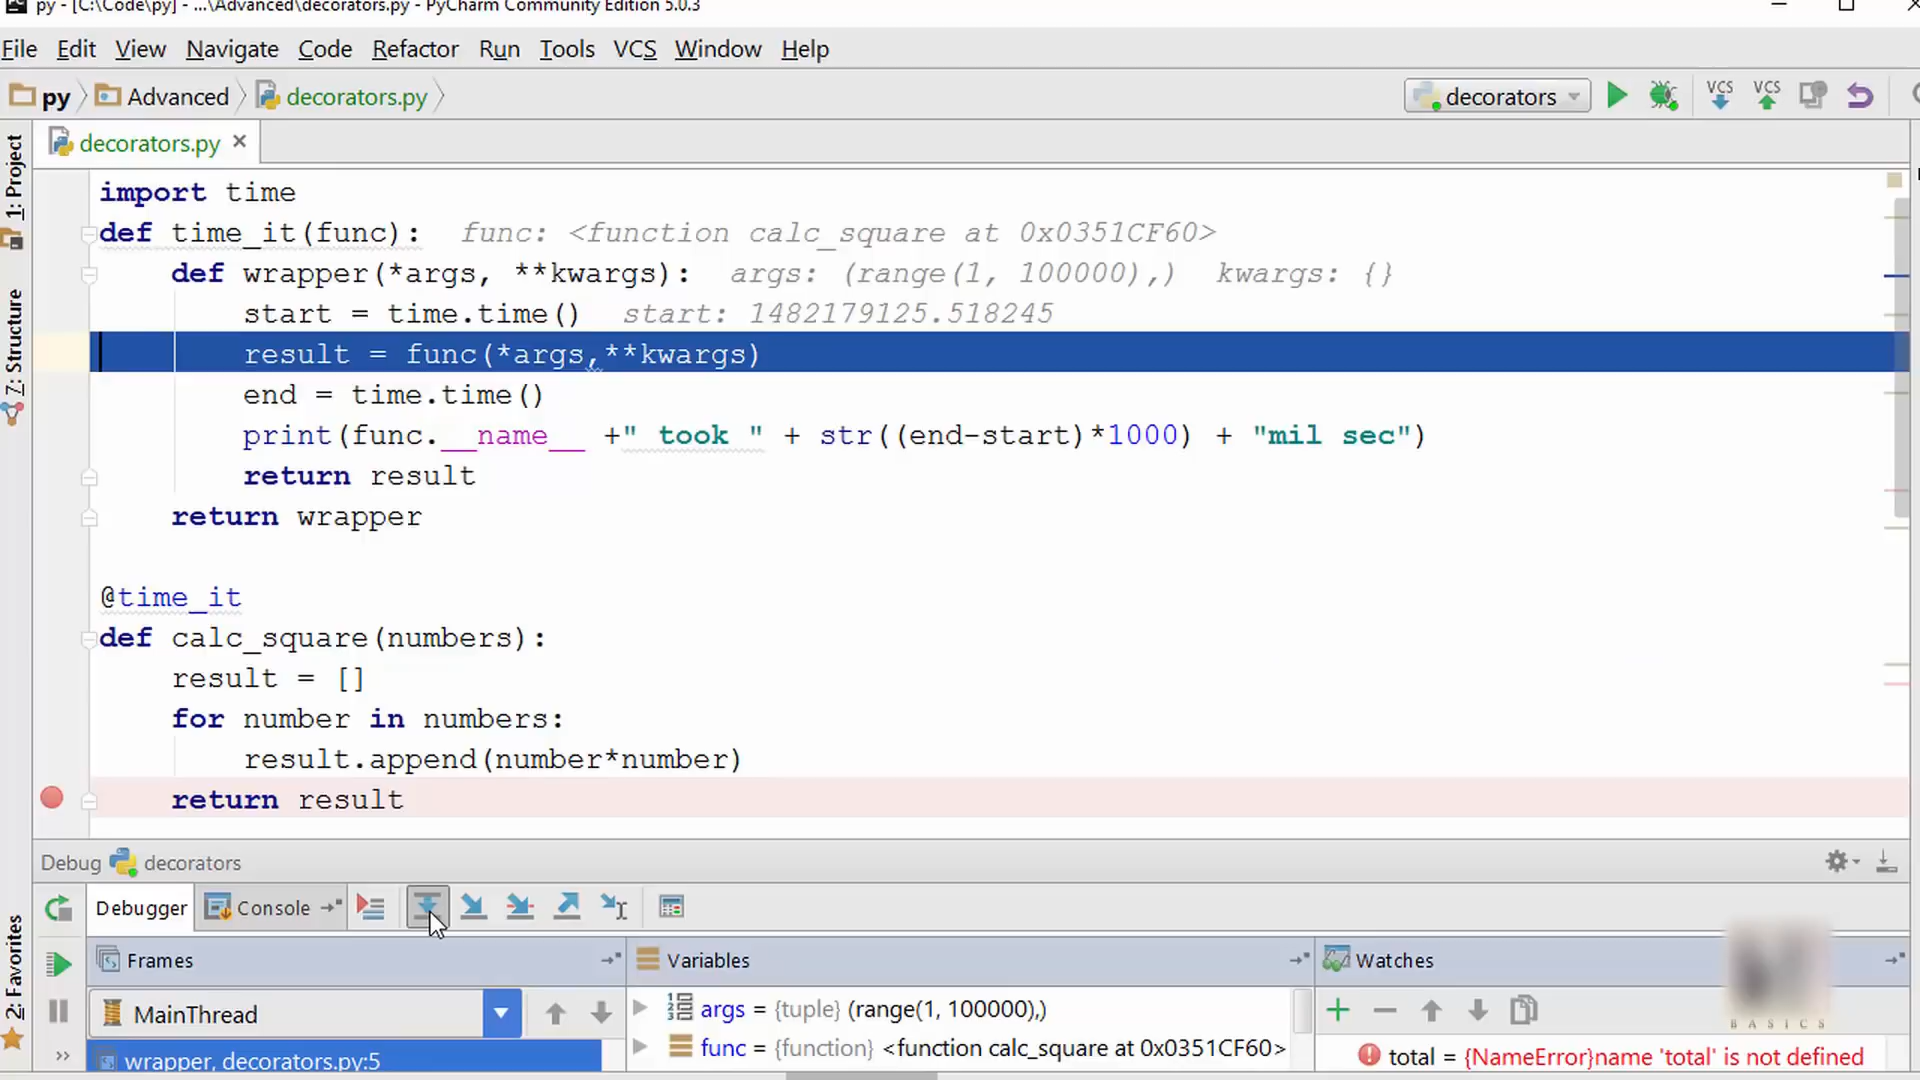 py - [C:\Code\py] - ...\Advanced\decorators.py - PyCharm Community Edition 5.0.3
File Edit View Navigate Code Refactor Run Tools VCS Window Help
py Advanced decorators.py decorators VCS VCS
decorators.py
1: Project
7: Structure
2: Favorites
import time
def time_it(func): func: <function calc_square at 0x0351CF60>
def wrapper(*args, **kwargs): args: (range(1, 100000),) kwargs: {}
start = time.time() start: 1482179125.518245
result = func(*args,**kwargs)
end = time.time()
print(func.__name__ +" took " + str((end-start)*1000) + "mil sec")
return result
return wrapper
@time_it
def calc_square(numbers):
result = []
for number in numbers:
result.append(number*number)
return result
Debug decorators
Debugger Console
Frames Variables Watches
MainThread
args = {tuple} (range(1, 100000),)
wrapper, decorators.py:5
func = {function} <function calc_square at 0x0351CF60>
total = {NameError}name 'total' is not defined
BASICS